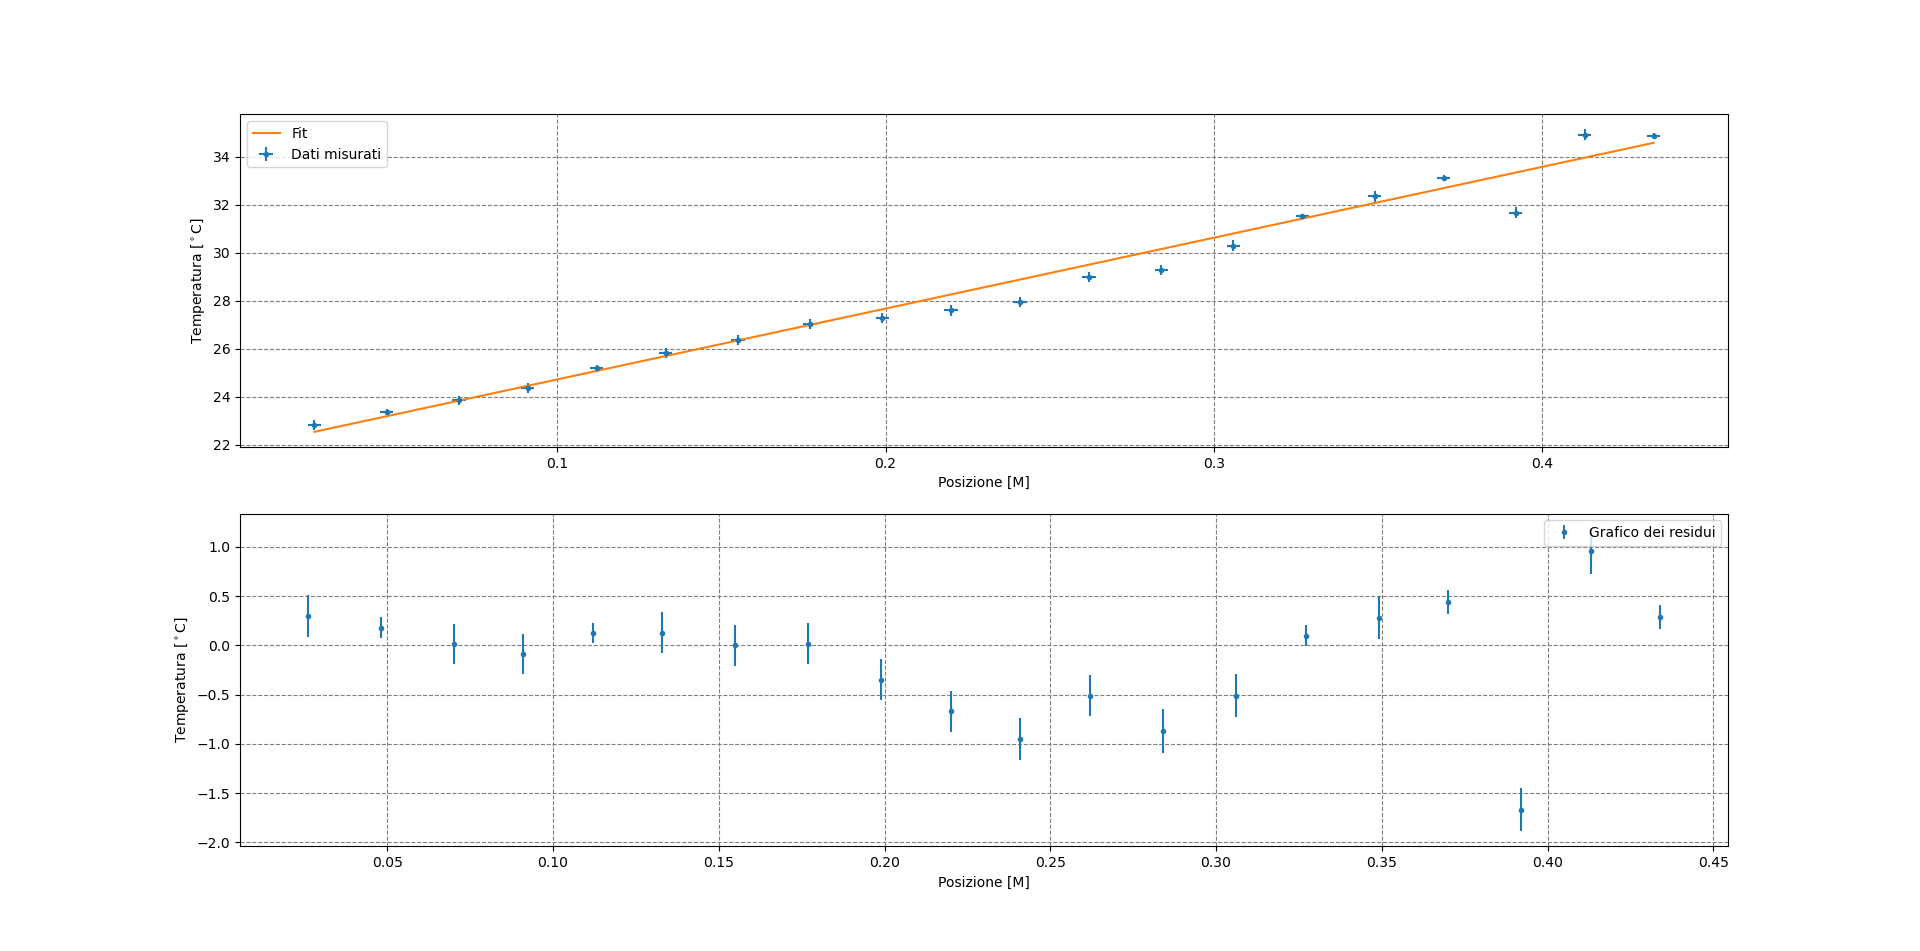 Fit
Dati misurati
34
32
30
28
26
24
22
Temperatura [°C]
0.1 0.2 0.3 0.4
Posizione [M]
Grafico dei residui
1.0
0.5
0.0
−0.5
−1.0
−1.5
−2.0
Temperatura [°C]
0.05 0.10 0.15 0.20 0.25 0.30 0.35 0.40 0.45
Posizione [M]